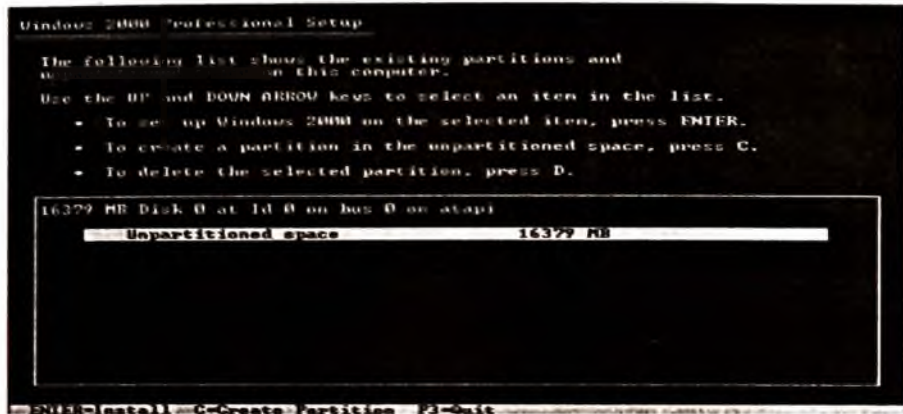 Windows 2000 Professional Setup
The following list shows the existing partitions and
on this computer.
Use the UP and DOWN ARROW keys to select an item in the list.
• To set up Windows 2000 on the selected item, press ENTER.
• To create a partition in the unpartitioned space, press C.
• To delete the selected partition, press D.
16379 MB Disk 0 at Id 0 on bus 0 on atapi
Unpartitioned space 16379 MB
ENTER=Install C=Create Partition F3=Quit